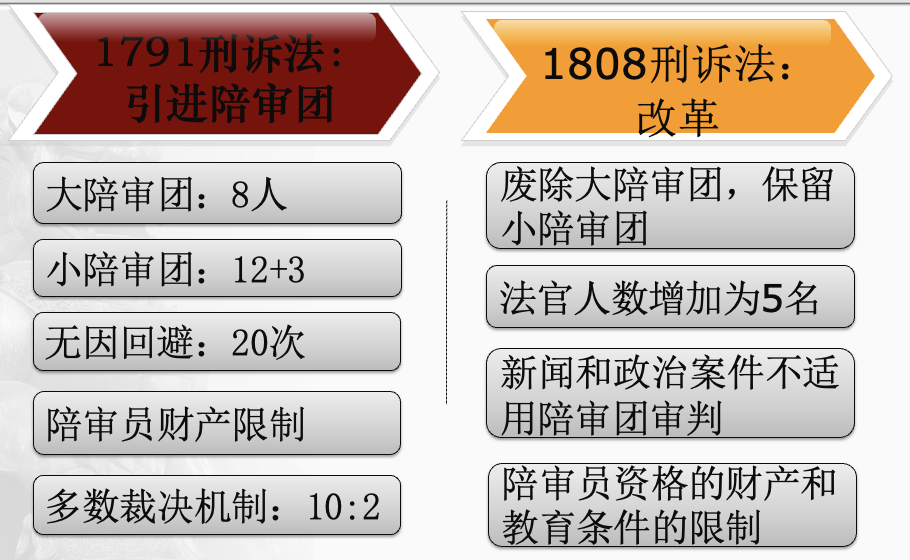 1791刑诉法：
引进陪审团
大陪审团：8人
小陪审团：12+3
无因回避：20次
陪审员财产限制
多数裁决机制：10:2
1808刑诉法：
改革
废除大陪审团，保留
小陪审团
法官人数增加为5名
新闻和政治案件不适
用陪审团审判
陪审员资格的财产和
教育条件的限制